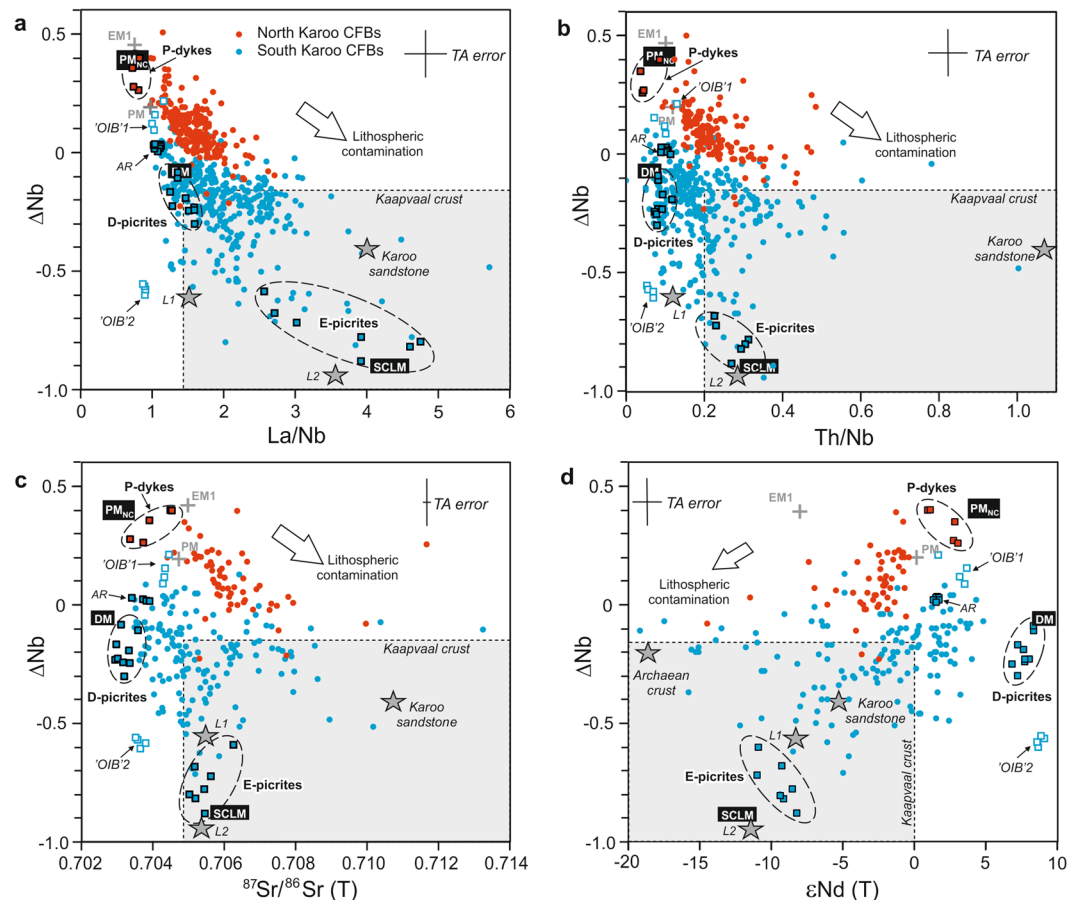 a
0.5
0
-0.5
-1.0
ΔNb
EM1
PM NC
P-dykes
North Karoo CFBs
South Karoo CFBs
TA error
PM
'OIB'1
AR
DM
D-picrites
Lithospheric
contamination
Kaapvaal crust
Karoo
sandstone
L1
'OIB'2
E-picrites
SCLM
L2
0 1 2 3 4 5 6
La/Nb
b
0.5
0
-0.5
-1.0
ΔNb
EM1
PM NC
P-dykes
TA error
'OIB'1
PM
AR
DM
D-picrites
Lithospheric
contamination
Kaapvaal crust
Karoo
sandstone
L1
'OIB'2
E-picrites
SCLM
L2
0 0.2 0.4 0.6 0.8 1.0
Th/Nb
c
0.5
0
-0.5
-1.0
ΔNb
P-dykes
PM NC
EM1
TA error
'OIB'1
PM
AR
DM
D-picrites
Lithospheric
contamination
Kaapvaal crust
Karoo
sandstone
L1
'OIB'2
E-picrites
SCLM
L2
0.702 0.704 0.706 0.708 0.710 0.712 0.714
⁸⁷Sr/⁸⁶Sr (T)
d
0.5
0
-0.5
-1.0
ΔNb
TA error
EM1
P-dykes
PM NC
PM
'OIB'1
AR
DM
D-picrites
Lithospheric
contamination
Archaean
crust
Karoo
sandstone
L1
'OIB'2
E-picrites
Kaapvaal crust
SCLM
L2
-20 -15 -10 -5 0 5 10
εNd (T)